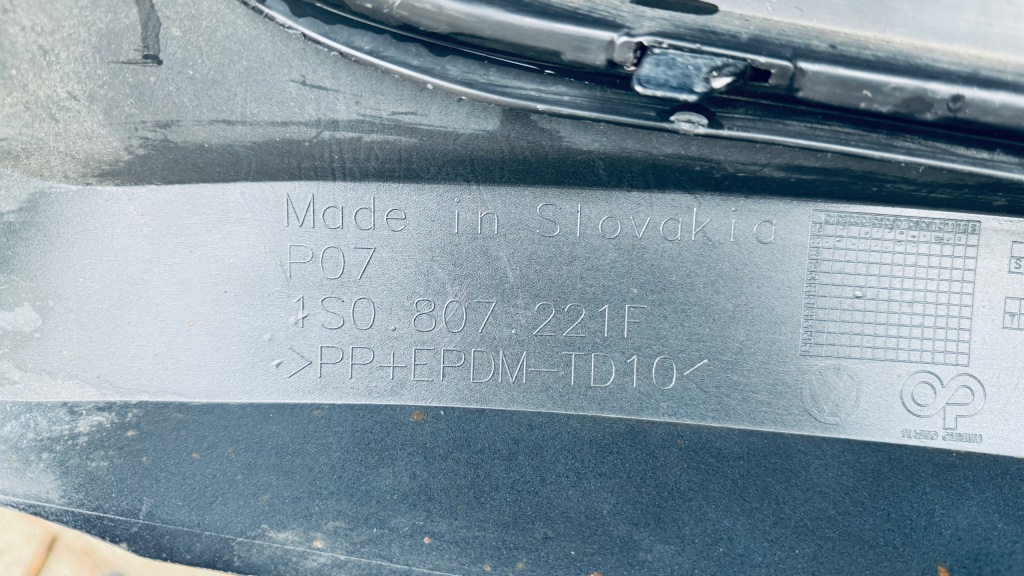 Made in Slovakia
P07
1S0.807.221F
>PP+EPDM-TD10<